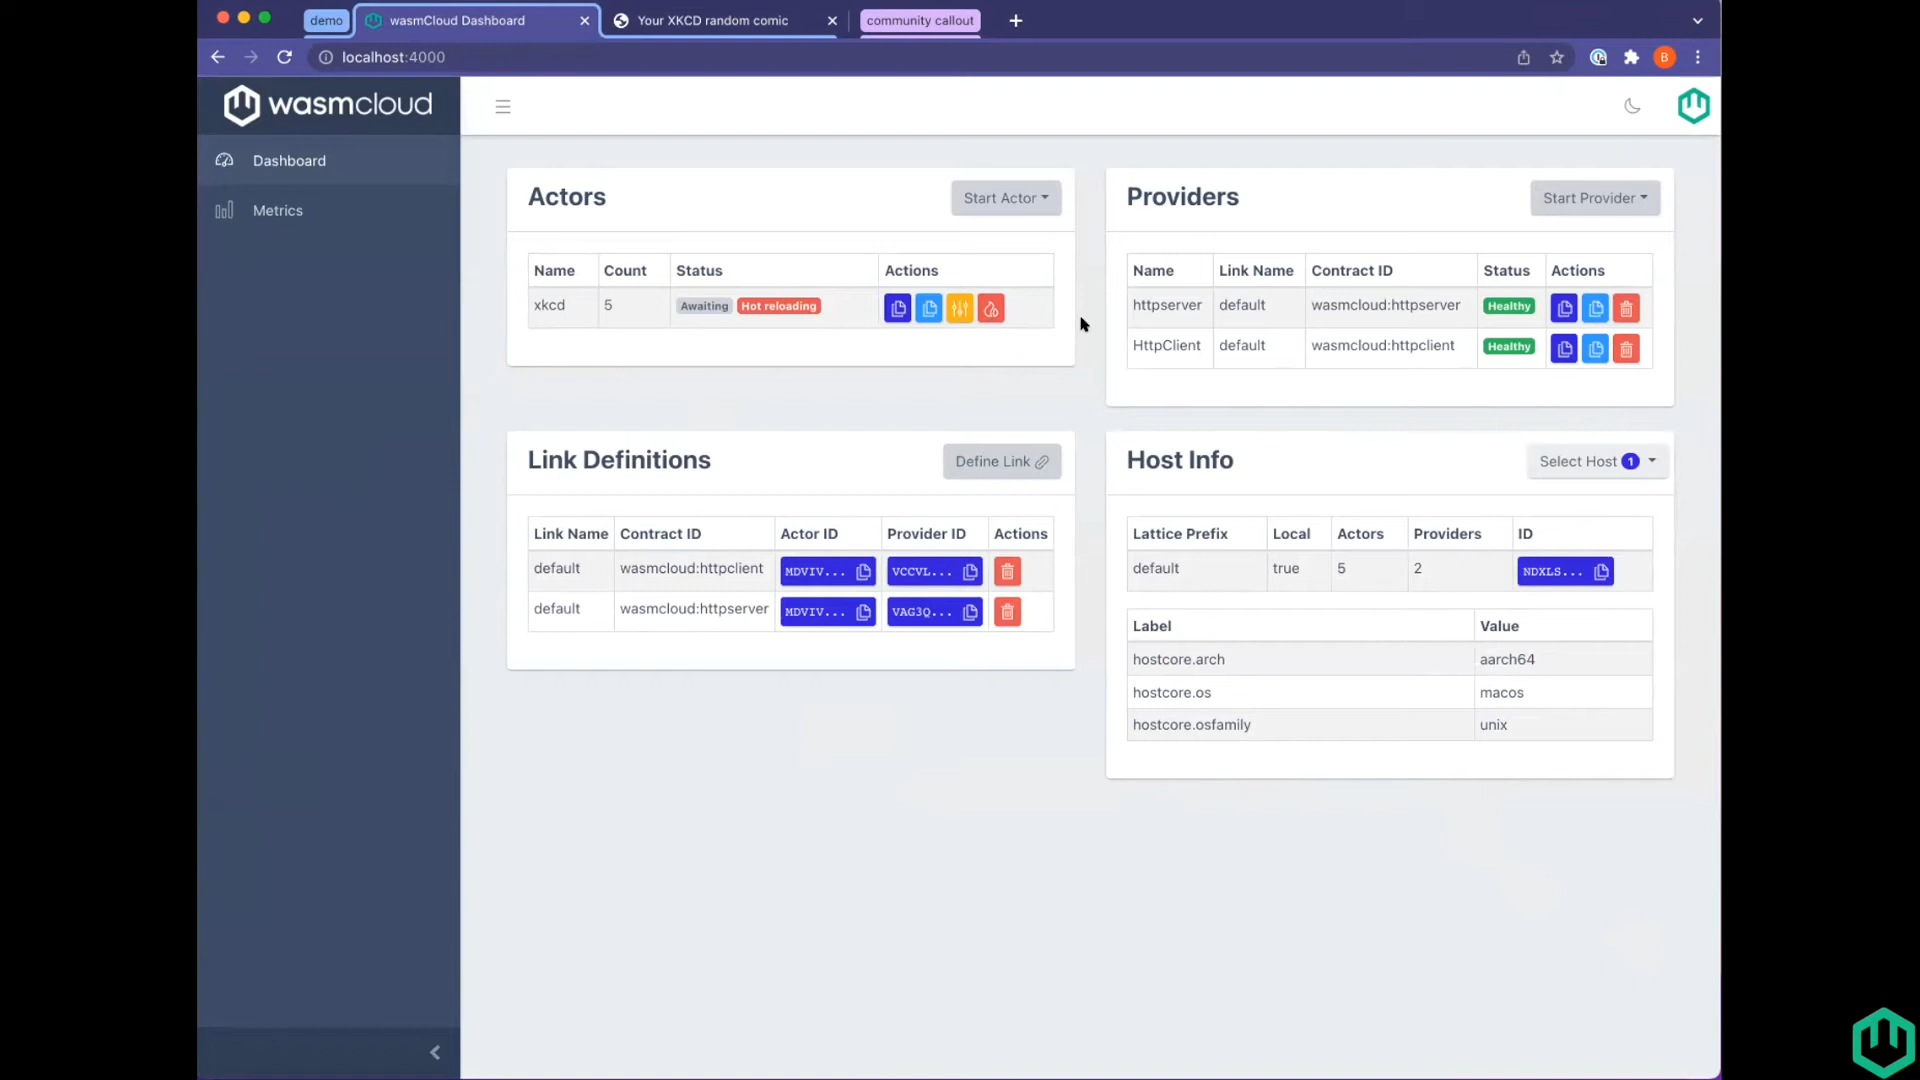 demo wasmCloud Dashboard Your XKCD random comic community callout
localhost:4000 B
wasmcloud
Dashboard
Metrics
Actors Start Actor
Name Count Status Actions
xkcd 5 Awaiting Hot reloading
Providers Start Provider
Name Link Name Contract ID Status Actions
httpserver default wasmcloud:httpserver Healthy
HttpClient default wasmcloud:httpclient Healthy
Link Definitions Define Link
Link Name Contract ID Actor ID Provider ID Actions
default wasmcloud:httpclient MDVIV... VCCVL...
default wasmcloud:httpserver MDVIV... VAG3Q...
Host Info Select Host 1
Lattice Prefix Local Actors Providers ID
default true 5 2 NDXLS...
Label Value
hostcore.arch aarch64
hostcore.os macos
hostcore.osfamily unix